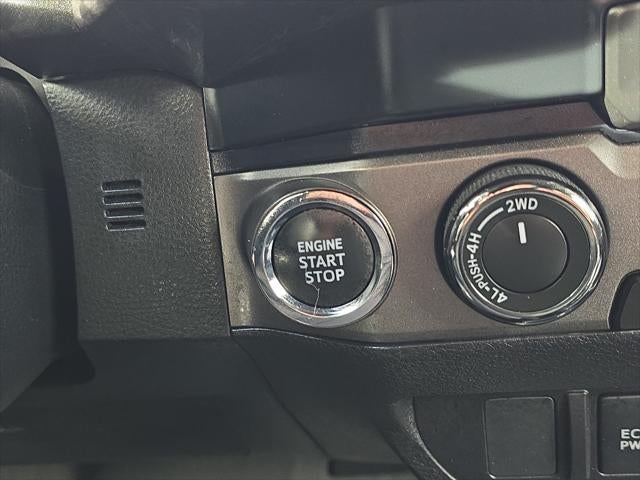 ENGINE
START
STOP
2WD
4L-PUSH-4H
EC
PW